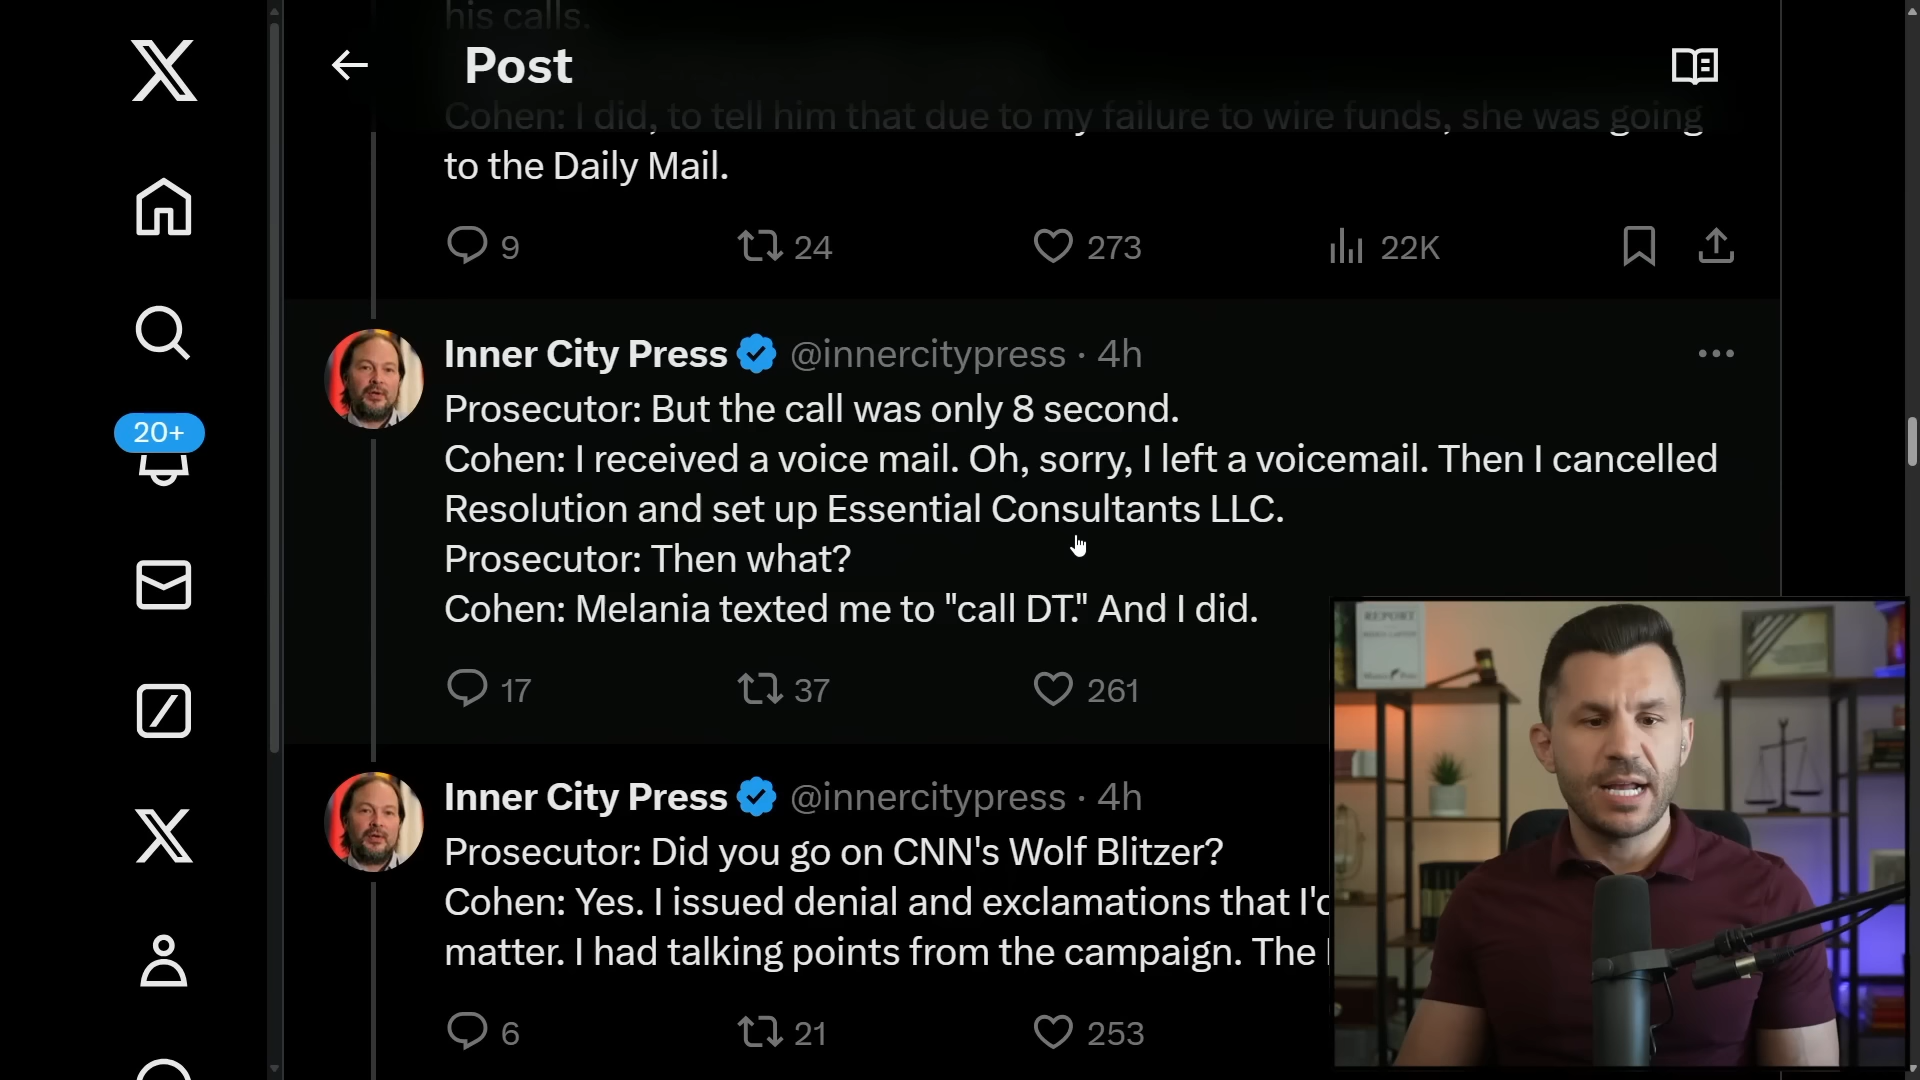 his calls.
Post
Cohen: I did, to tell him that due to my failure to wire funds, she was going
to the Daily Mail.
9 24 273 22K
Inner City Press @innercitypress · 4h
Prosecutor: But the call was only 8 second.
Cohen: I received a voice mail. Oh, sorry, I left a voicemail. Then I cancelled
Resolution and set up Essential Consultants LLC.
20+
Prosecutor: Then what?
Cohen: Melania texted me to "call DT." And I did.
REPORT
17 37 261
Inner City Press @innercitypress · 4h
Prosecutor: Did you go on CNN's Wolf Blitzer?
Cohen: Yes. I issued denial and exclamations that
matter. I had talking points from the campaign. The
6 21 253